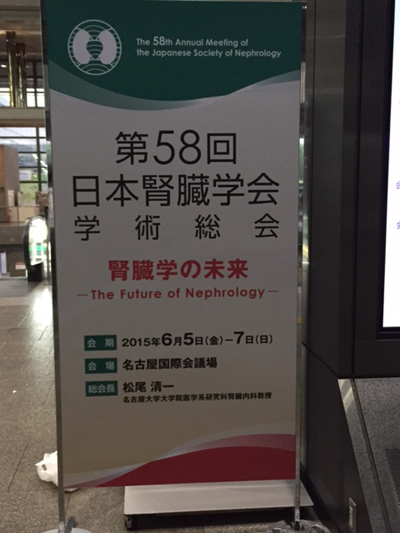 The 58th Annual Meeting of
the Japanese Society of Nephrology
第58回
日本腎臓学会
学術総会
腎臓学の未来
—The Future of Nephrology—
会期 2015年6月5日(金)–7日(日)
会場 名古屋国際会議場
総会長 松尾 清一
名古屋大学大学院医学系研究科腎臓内科教授